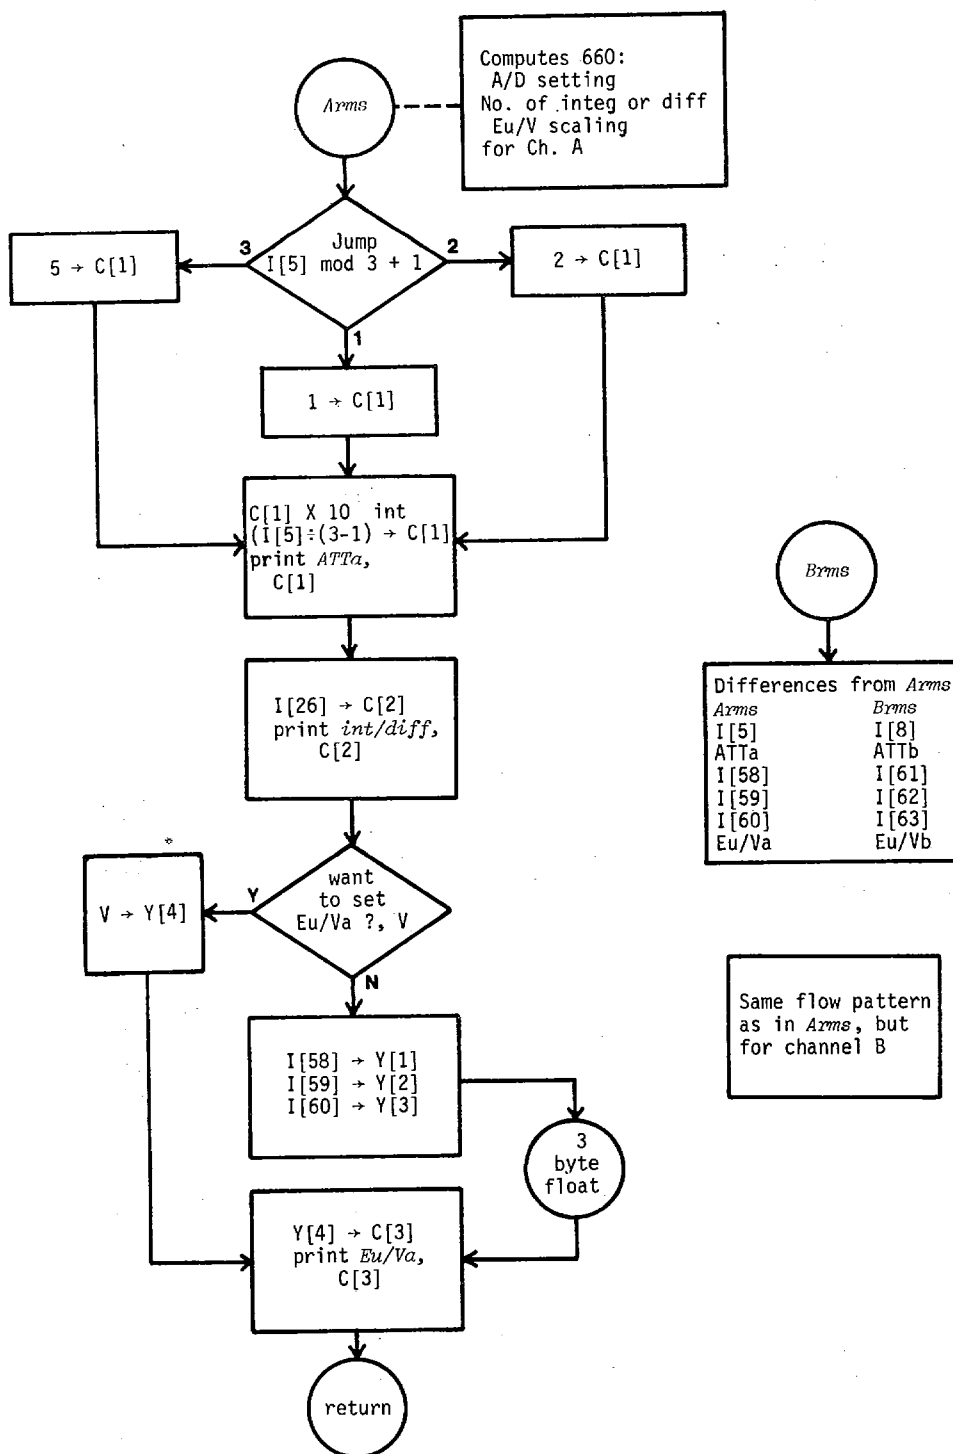 Arms
Computes 660:
A/D setting
No. of integ or diff
Eu/V scaling
for Ch. A
3
Jump
I[5] mod 3 + 1
2
5 → C[1]
2 → C[1]
1
1 → C[1]
C[1] X 10 int
(I[5]÷(3-1) → C[1]
print ATTa,
C[1]
Brms
I[26] → C[2]
print int/diff,
C[2]
Differences from Arms
Arms Brms
I[5] I[8]
ATTa ATTb
I[58] I[61]
I[59] I[62]
I[60] I[63]
Eu/Va Eu/Vb
Y
want
to set
Eu/Va ?, V
V → Y[4]
N
Same flow pattern
as in Arms, but
for channel B
I[58] → Y[1]
I[59] → Y[2]
I[60] → Y[3]
3
byte
float
Y[4] → C[3]
print Eu/Va,
C[3]
return